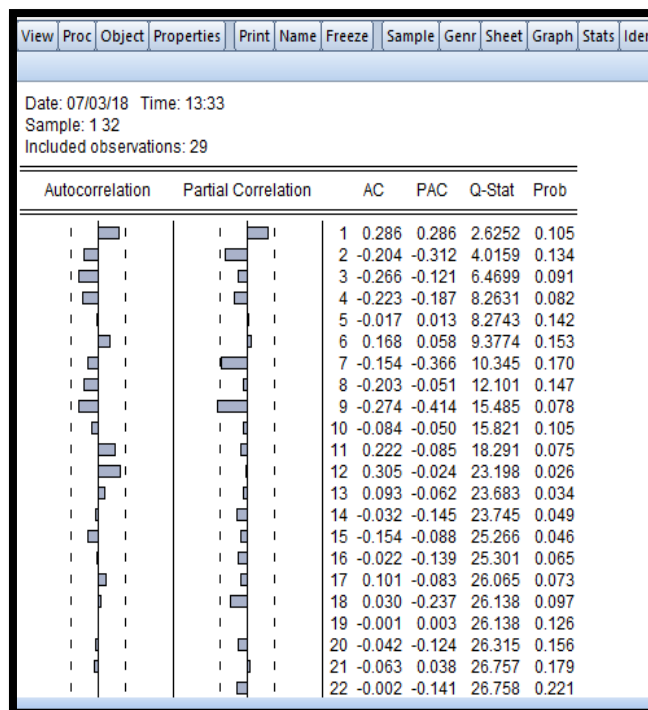 View Proc Object Properties Print Name Freeze Sample Genr Sheet Graph Stats Iden
Date: 07/03/18 Time: 13:33
Sample: 1 32
Included observations: 29
Autocorrelation Partial Correlation AC PAC Q-Stat Prob
1 0.286 0.286 2.6252 0.105
2 -0.204 -0.312 4.0159 0.134
3 -0.266 -0.121 6.4699 0.091
4 -0.223 -0.187 8.2631 0.082
5 -0.017 0.013 8.2743 0.142
6 0.168 0.058 9.3774 0.153
7 -0.154 -0.366 10.345 0.170
8 -0.203 -0.051 12.101 0.147
9 -0.274 -0.414 15.485 0.078
10 -0.084 -0.050 15.821 0.105
11 0.222 -0.085 18.291 0.075
12 0.305 -0.024 23.198 0.026
13 0.093 -0.062 23.683 0.034
14 -0.032 -0.145 23.745 0.049
15 -0.154 -0.088 25.266 0.046
16 -0.022 -0.139 25.301 0.065
17 0.101 -0.083 26.065 0.073
18 0.030 -0.237 26.138 0.097
19 -0.001 0.003 26.138 0.126
20 -0.042 -0.124 26.315 0.156
21 -0.063 0.038 26.757 0.179
22 -0.002 -0.141 26.758 0.221